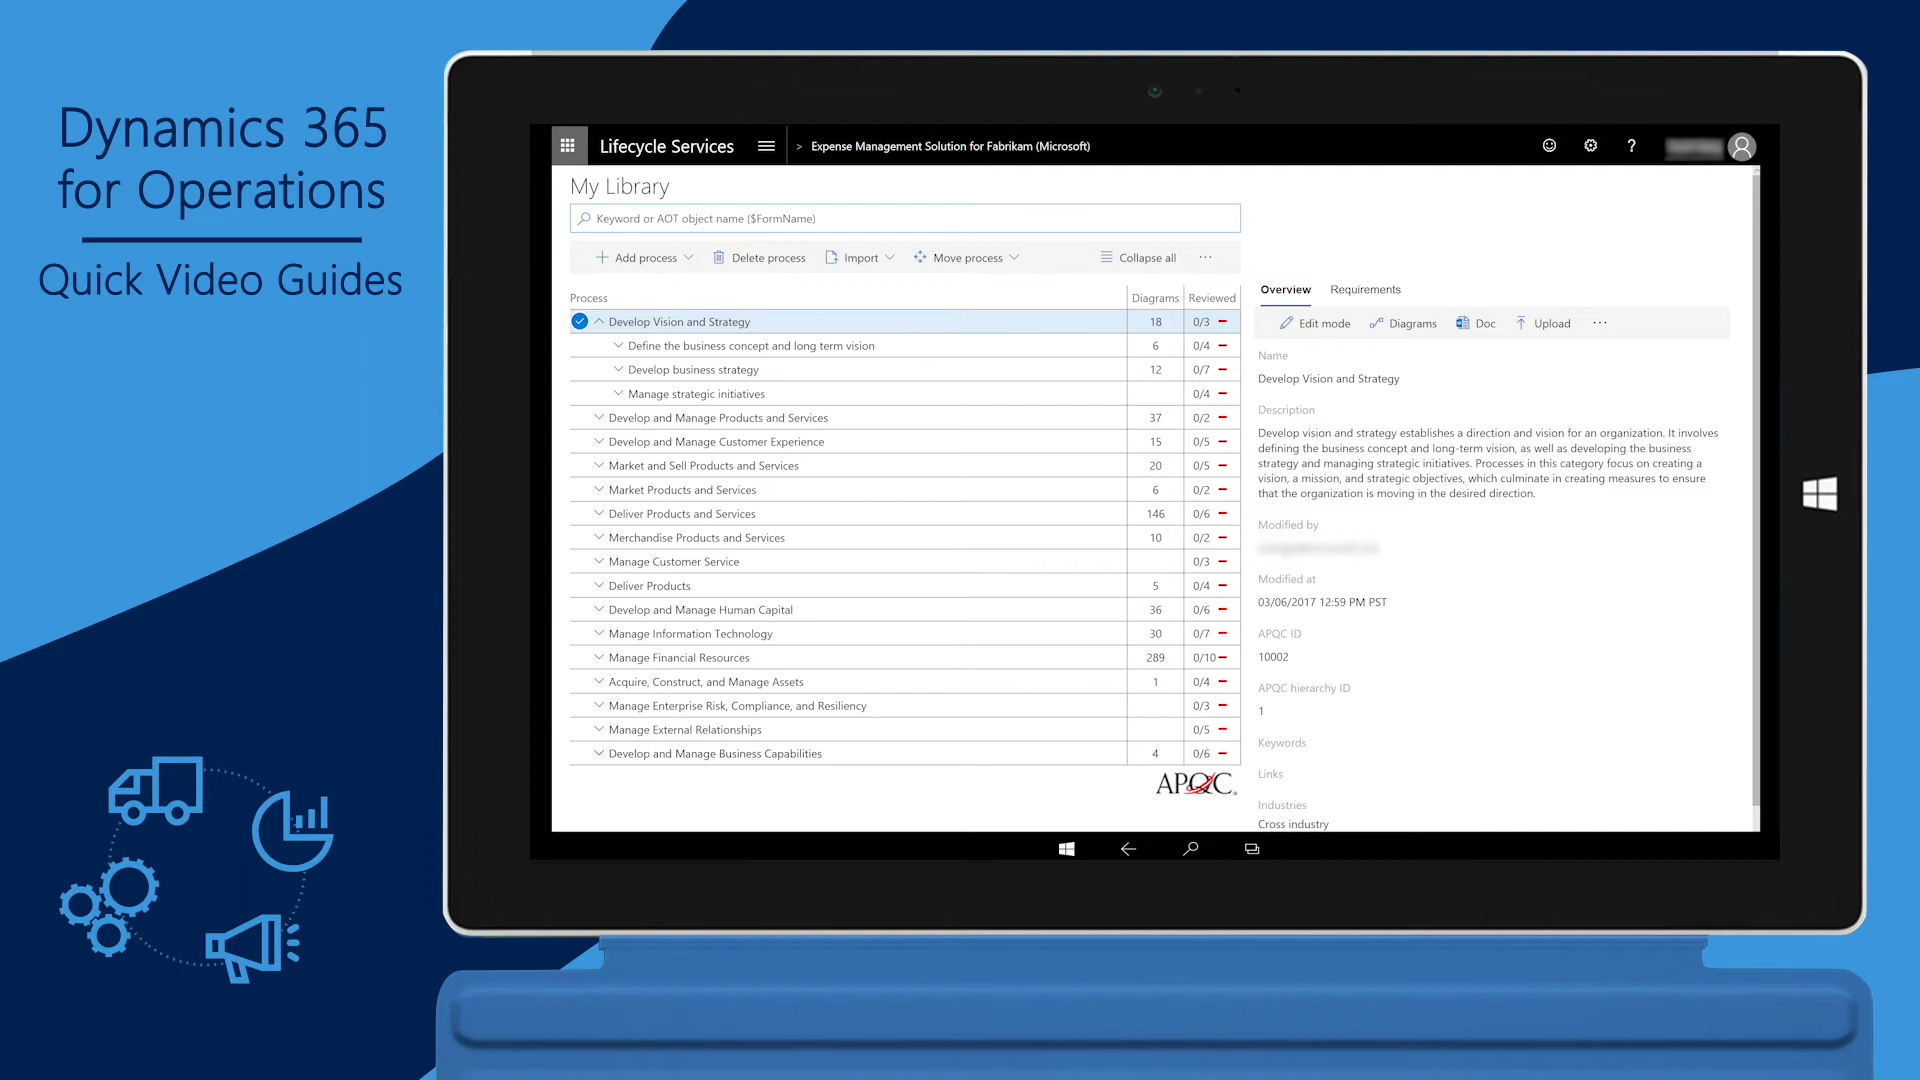 Dynamics 365
for Operations
Quick Video Guides
Lifecycle Services > Expense Management Solution for Fabrikam (Microsoft) ?
My Library
Keyword or AOT object name ($FormName)
Add process Delete process Import Move process Collapse all ...
Process Diagrams Reviewed
Develop Vision and Strategy 18 0/3
Define the business concept and long term vision 6 0/4
Develop business strategy 12 0/7
Manage strategic initiatives 0/4
Develop and Manage Products and Services 37 0/2
Develop and Manage Customer Experience 15 0/5
Market and Sell Products and Services 20 0/5
Market Products and Services 6 0/2
Deliver Products and Services 146 0/6
Merchandise Products and Services 10 0/2
Manage Customer Service 0/3
Deliver Products 5 0/4
Develop and Manage Human Capital 36 0/6
Manage Information Technology 30 0/7
Manage Financial Resources 289 0/10
Acquire, Construct, and Manage Assets 1 0/4
Manage Enterprise Risk, Compliance, and Resiliency 0/3
Manage External Relationships 0/5
Develop and Manage Business Capabilities 4 0/6
APQC
Overview Requirements
Edit mode Diagrams Doc Upload ...
Name
Develop Vision and Strategy
Description
Develop vision and strategy establishes a direction and vision for an organization. It involves
defining the business concept and long-term vision, as well as developing the business
strategy and managing strategic initiatives. Processes in this category focus on creating a
vision, a mission, and strategic objectives, which culminate in creating measures to ensure
that the organization is moving in the desired direction.
Modified by
Modified at
03/06/2017 12:59 PM PST
APQC ID
10002
APQC hierarchy ID
1
Keywords
Links
Industries
Cross industry